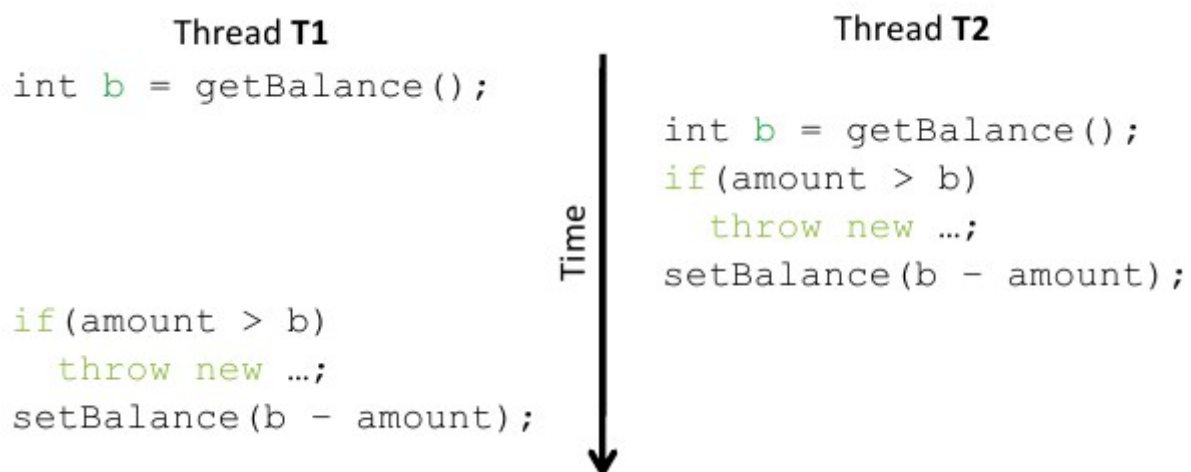 Thread T1
int b = getBalance();
if(amount > b)
throw new …;
setBalance(b – amount);
Time
Thread T2
int b = getBalance();
if(amount > b)
throw new …;
setBalance(b – amount);